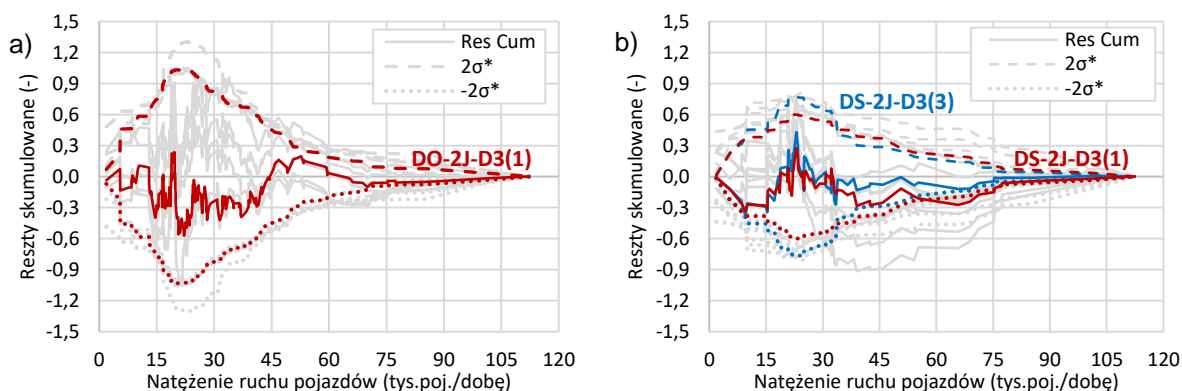 a)
Reszty skumulowane (-)
1,5
1,2
0,9
0,6
0,3
0,0
-0,3
-0,6
-0,9
-1,2
-1,5
Res Cum
2σ*
-2σ*
DO-2J-D3(1)
0 15 30 45 60 75 90 105 120
Natężenie ruchu pojazdów (tys.poj./dobę)
b)
Reszty skumulowane (-)
1,5
1,2
0,9
0,6
0,3
0,0
-0,3
-0,6
-0,9
-1,2
-1,5
Res Cum
2σ*
-2σ*
DS-2J-D3(3)
DS-2J-D3(1)
0 15 30 45 60 75 90 105 120
Natężenie ruchu pojazdów (tys.poj./dobę)